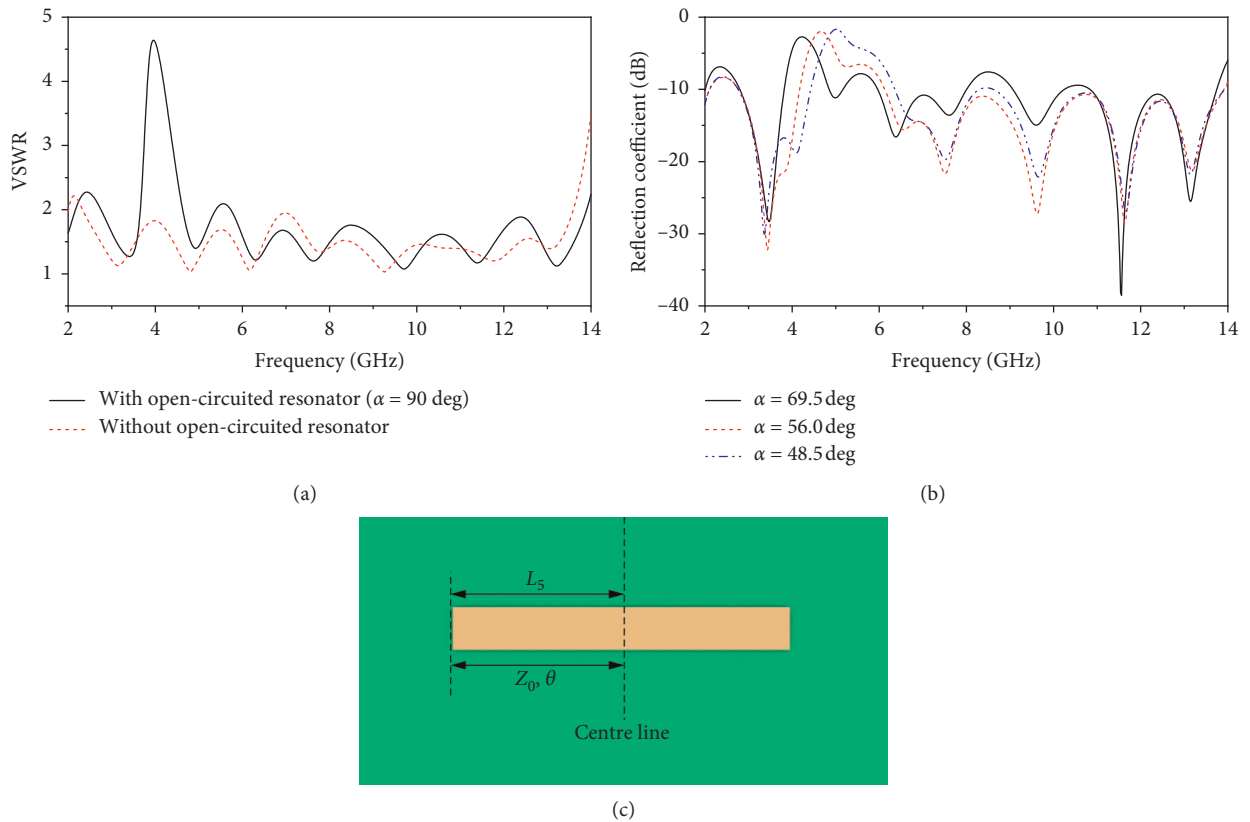 5
4
3
2
1
VSWR
2 4 6 8 10 12 14
Frequency (GHz)
With open-circuited resonator (α = 90 deg)
Without open-circuited resonator
(a)
0
−10
−20
−30
−40
Reflection coefficient (dB)
2 4 6 8 10 12 14
Frequency (GHz)
α = 69.5 deg
α = 56.0 deg
α = 48.5 deg
(b)
L5
Z0, θ
Centre line
(c)